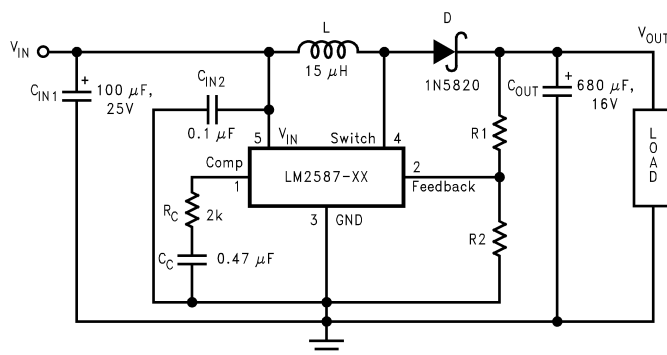 L
D
V_IN
V_OUT
15 μH
1N5820
C_IN1
+
100 μF,
25V
C_IN2
0.1 μF
C_OUT
+
680 μF,
16V
R1
5
V_IN
Switch
4
Comp
1
LM2587-XX
2
Feedback
LOAD
R_C
2k
3
GND
R2
C_C
0.47 μF